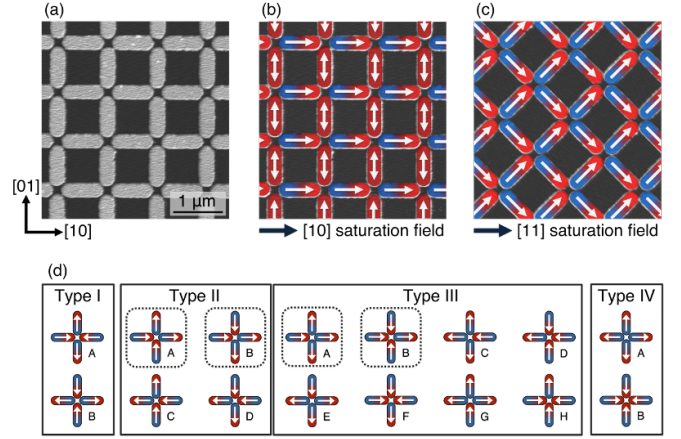 (a) (b) (c)
[01]
[10]
1 μm
[10] saturation field
[11] saturation field
(d)
Type I Type II Type III Type IV
A A B A B C D A
B C D E F G H B